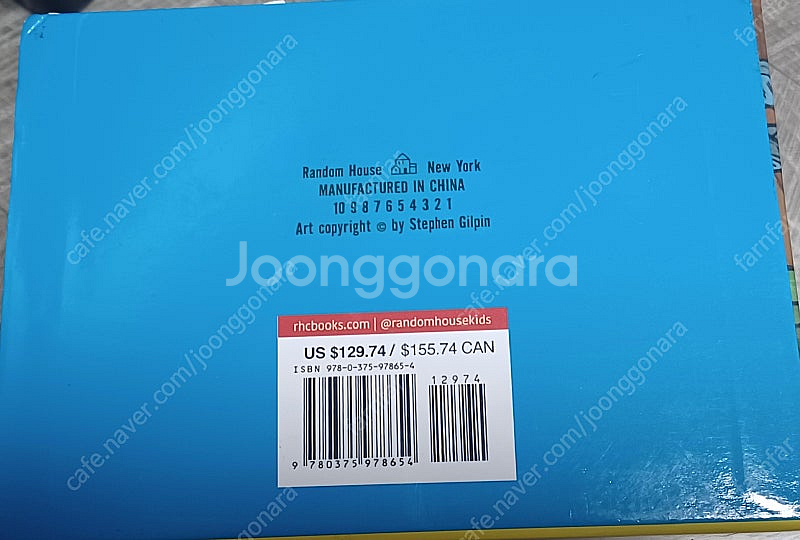 Random House New York
MANUFACTURED IN CHINA
10 9 8 7 6 5 4 3 2 1
Art copyright © by Stephen Gilpin
Joonggonara
rhcbooks.com | @randomhousekids
US $129.74 / $155.74 CAN
ISBN 978-0-375-97865-4
12974
9 780375 978654
cafe.naver.com/joonggonara
cafe.naver.com/joonggonara
cafe.naver.com/joonggonara
cafe.naver.com/joonggonara
farmfar
farmfar